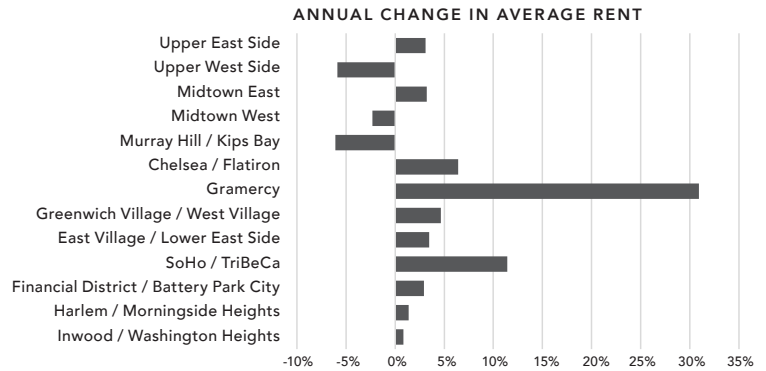 ANNUAL CHANGE IN AVERAGE RENT
Upper East Side
Upper West Side
Midtown East
Midtown West
Murray Hill / Kips Bay
Chelsea / Flatiron
Gramercy
Greenwich Village / West Village
East Village / Lower East Side
SoHo / TriBeCa
Financial District / Battery Park City
Harlem / Morningside Heights
Inwood / Washington Heights
-10% -5% 0% 5% 10% 15% 20% 25% 30% 35%